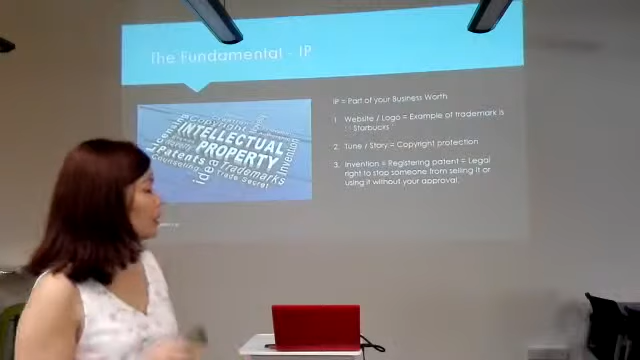 The Fundamental - IP
IP = Part of your Business Worth
1 Website / Logo = Example of trademark is
Starbucks
2. Tune / Story = Copyright protection
3. Invention = Registering patent = Legal
right to stop someone from selling it or
using it without your approval.
Copyright
INTELLECTUAL
PROPERTY
Invention
Patents
Trademarks
Counseling
Trade Secret
idea